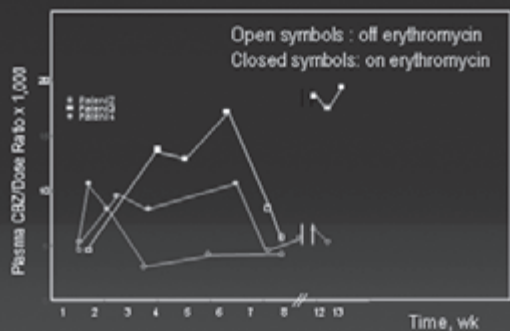 Open symbols : off erythromycin
Closed symbols: on erythromycin
Plasma CBZ/Dose Ratio x 1,000
1 2 3 4 5 6 7 8 12 13
Time, wk